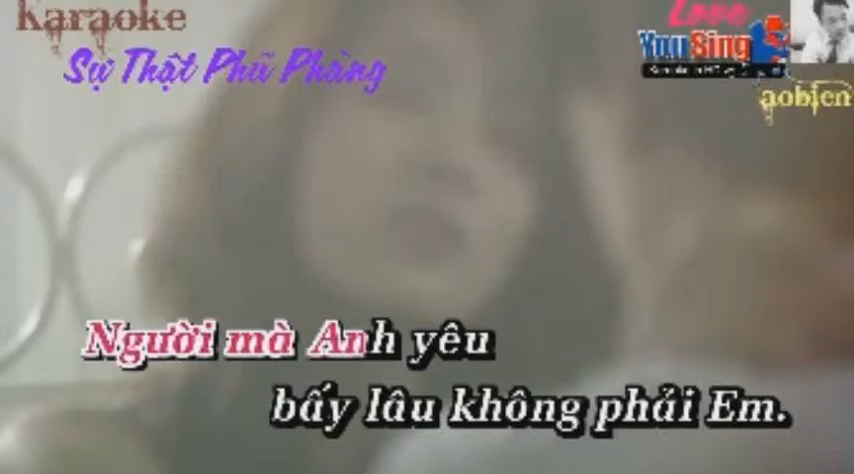 Karaoke
Sự Thật Phũ Phàng
Love
YouSing
aobien
Người mà Anh yêu
bấy lâu không phải Em.